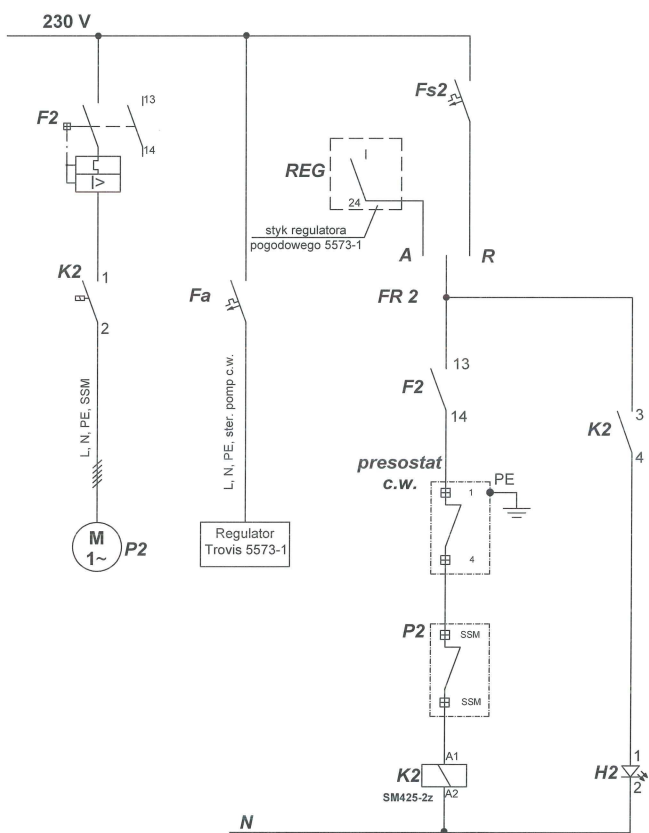 230 V
F2
13
14
I>
Fs2
REG
24
styk regulatora
pogodowego 5573-1
A
R
K2
1
2
Fa
FR 2
L, N, PE, SSM
L, N, PE, ster. pomp c.w.
F2
13
14
K2
3
4
presostat
c.w.
1
PE
4
M
1~
P2
Regulator
Trovis 5573-1
P2
SSM
SSM
K2
A1
SM425-2z
A2
H2
1
2
N